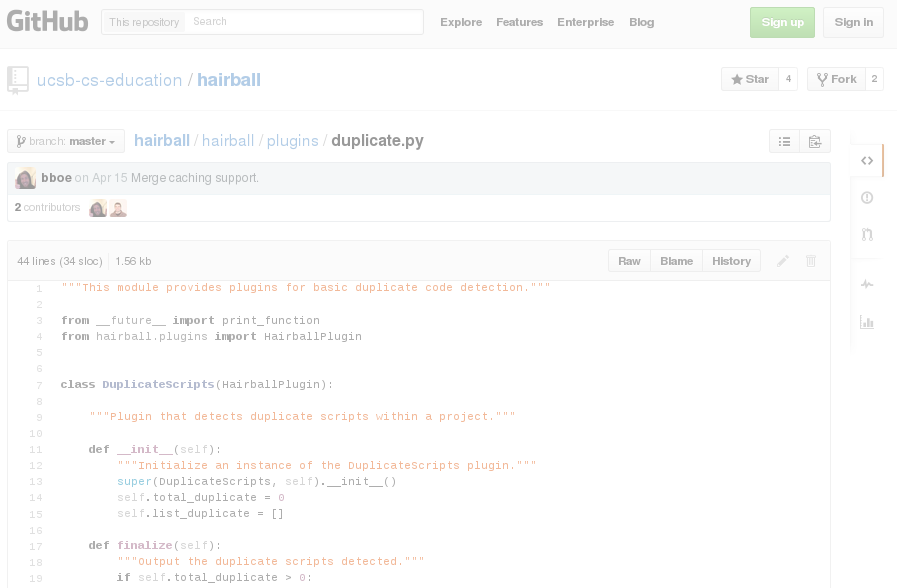 GitHub This repository Search Explore Features Enterprise Blog Sign up Sign in
ucsb-cs-education / hairball Star 4 Fork 2
branch: master hairball / hairball / plugins / duplicate.py
bboe on Apr 15 Merge caching support.
2 contributors
44 lines (34 sloc) 1.56 kb Raw Blame History
1 """This module provides plugins for basic duplicate code detection."""
2
3 from __future__ import print_function
4 from hairball.plugins import HairballPlugin
5
6
7 class DuplicateScripts(HairballPlugin):
8
9     """Plugin that detects duplicate scripts within a project."""
10
11     def __init__(self):
12         """Initialize an instance of the DuplicateScripts plugin."""
13         super(DuplicateScripts, self).__init__()
14         self.total_duplicate = 0
15         self.list_duplicate = []
16
17     def finalize(self):
18         """Output the duplicate scripts detected."""
19         if self.total_duplicate > 0: